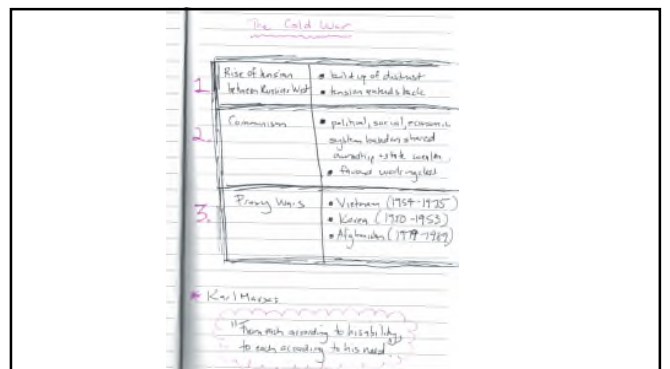 The Cold War
1.
Rise of tension
between Russia + West
• build up of distrust
• tension extends back
2.
Communism
• political, social, economic
system based on shared
ownership + state wealth
• favours working class
3.
Proxy Wars
• Vietnam (1954-1975)
• Korea (1950-1953)
• Afghanistan (1979-1989)
* Karl Marx
"From each according to his ability,
to each according to his need"